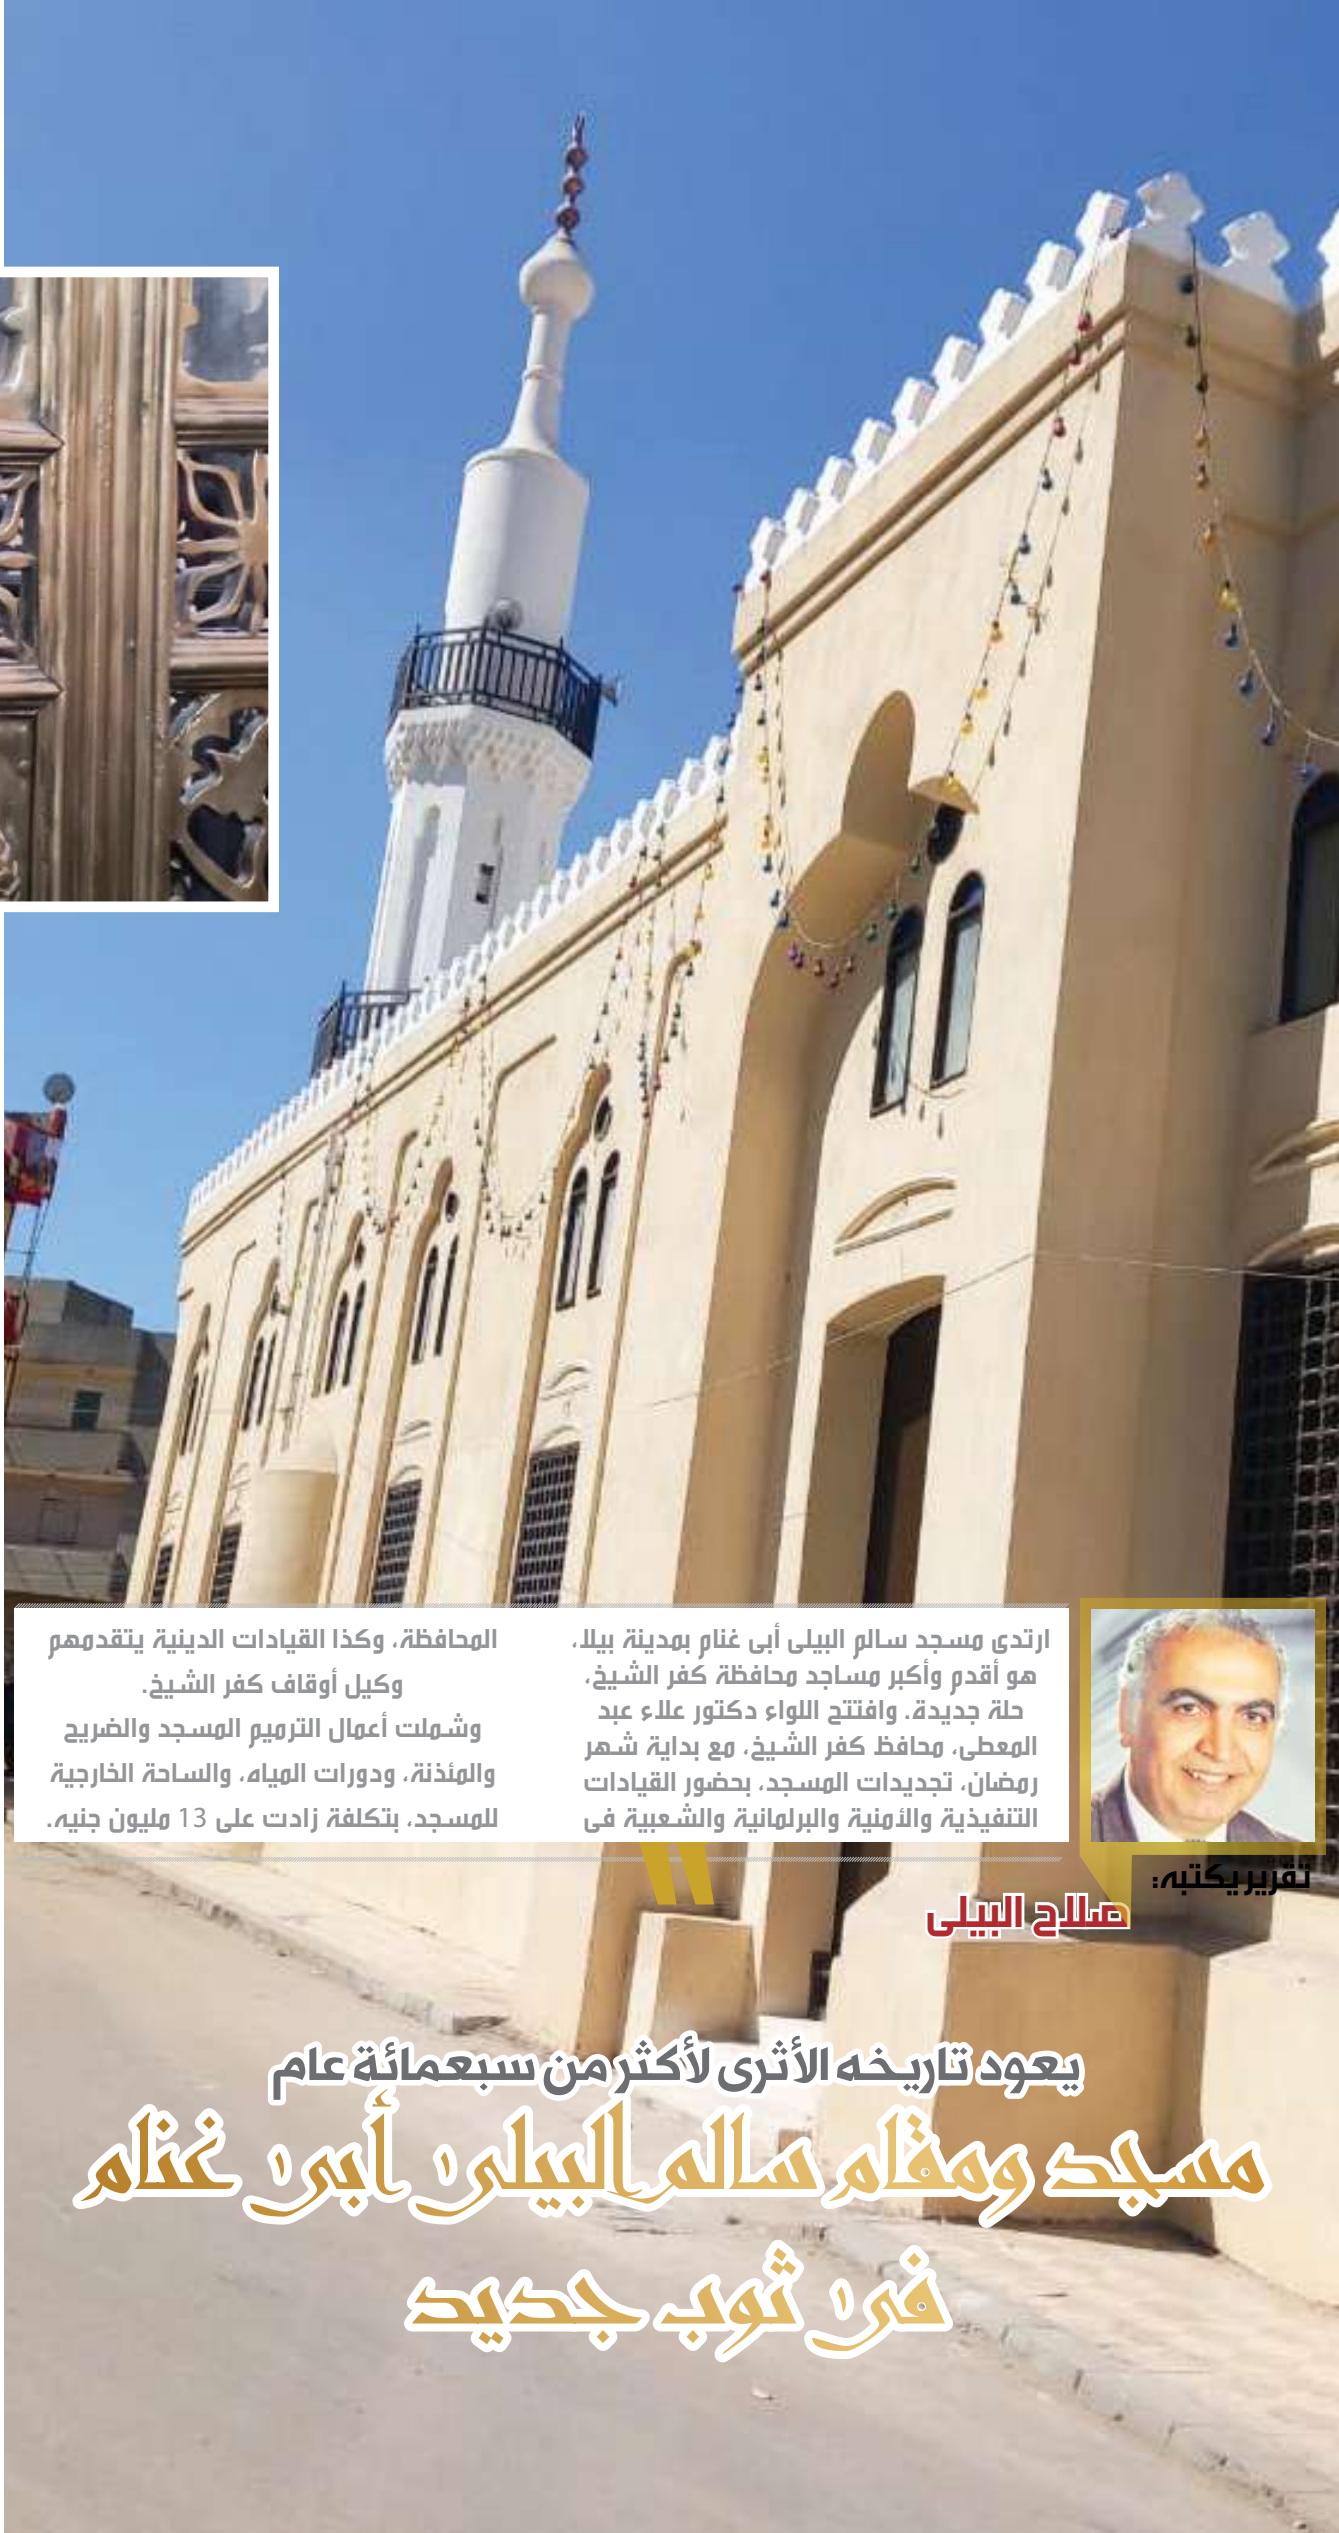 ارتدى مسجد سالم البيلى أبى غنام بمدينة بيلا،
هو أقدم وأكبر مساجد محافظة كفر الشيخ،
حلة جديدة. وافتتح اللواء دكتور علاء عبد
المعطى، محافظ كفر الشيخ، مع بداية شهر
رمضان، تجديدات المسجد، بحضور القيادات
التنفيذية والأمنية والبرلمانية والشعبية فى
المحافظة، وكذا القيادات الدينية يتقدمهم
وكيل أوقاف كفر الشيخ.
وشملت أعمال الترميم المسجد والضريح
والمئذنة، ودورات المياه، والساحة الخارجية
للمسجد، بتكلفة زادت على 13 مليون جنيه.
تقرير يكتبه:
صلاح البيلى
يعود تاريخه الأثرى لأكثر من سبعمائة عام
مسجد ومقام سالم البيلى أبى غنام
فى ثوب جديد